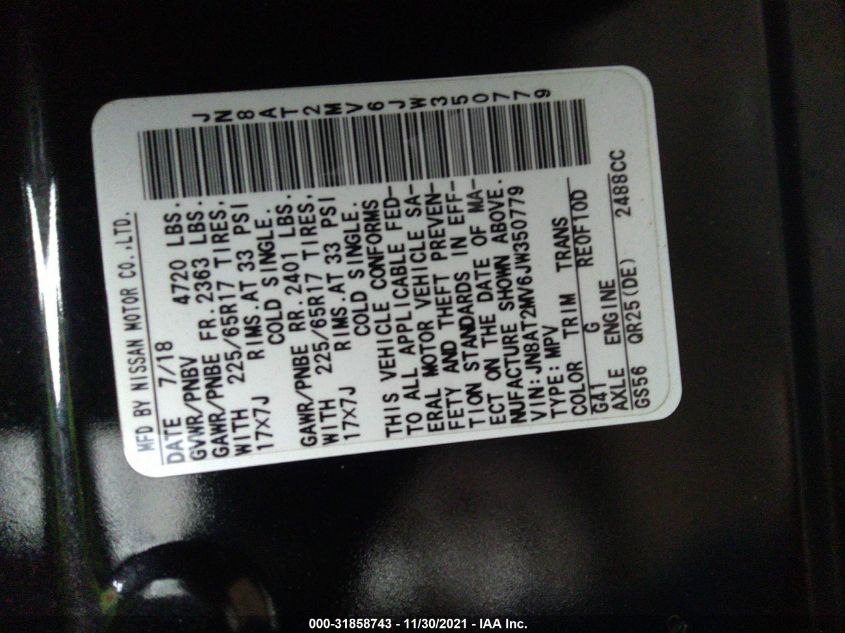 MFD BY NISSAN MOTOR CO.,LTD.
DATE 7/18
GVWR/PNBV 4720 LBS.
GAWR/PNBE FR.2363 LBS.
WITH 225/65R17 TIRES,
17X7J RIMS.AT 33 PSI
COLD SINGLE.
GAWR/PNBE RR.2401 LBS.
WITH 225/65R17 TIRES,
17X7J RIMS.AT 33 PSI
COLD SINGLE.
THIS VEHICLE CONFORMS
TO ALL APPLICABLE FED-
ERAL MOTOR VEHICLE SA-
FETY AND THEFT PREVEN-
TION STANDARDS IN EFF-
ECT ON THE DATE OF MA-
NUFACTURE SHOWN ABOVE.
VIN:JN8AT2MV6JW350779
TYPE:MPV
COLOR TRIM TRANS
G41 G RE0F10D
AXLE ENGINE
GS56 QR25(DE) 2488CC
JN8AT2MV6JW350779
000-31858743 - 11/30/2021 - IAA Inc.